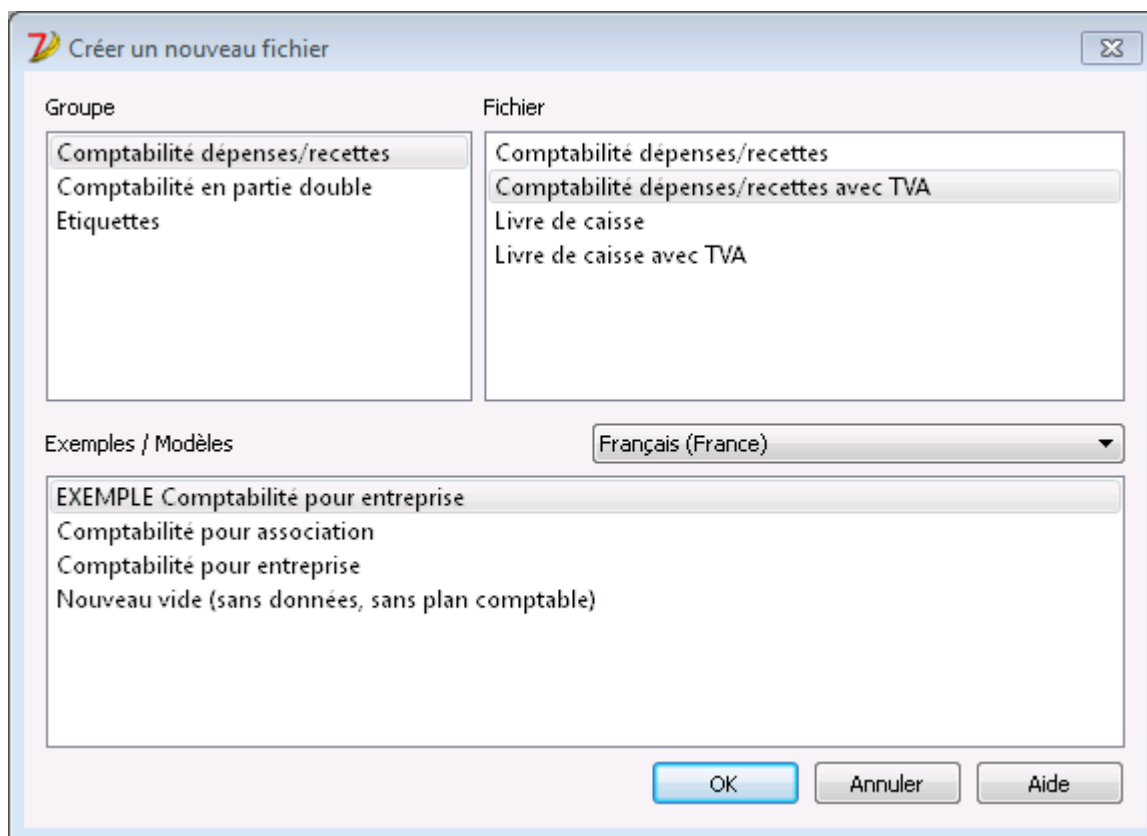 Créer un nouveau fichier
Groupe
Fichier
Comptabilité dépenses/recettes
Comptabilité en partie double
Etiquettes
Comptabilité dépenses/recettes
Comptabilité dépenses/recettes avec TVA
Livre de caisse
Livre de caisse avec TVA
Exemples / Modèles
Français (France)
EXEMPLE Comptabilité pour entreprise
Comptabilité pour association
Comptabilité pour entreprise
Nouveau vide (sans données, sans plan comptable)
OK
Annuler
Aide